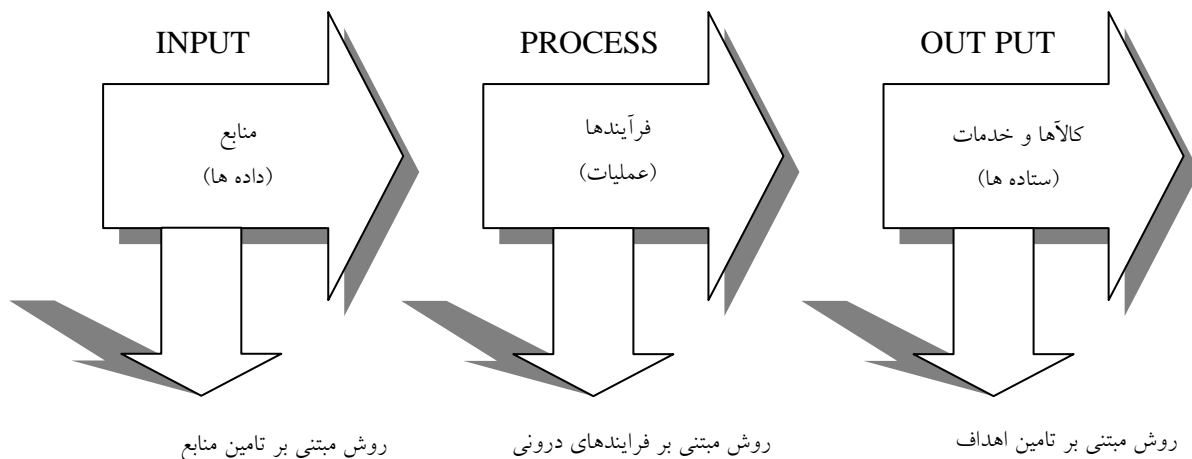 INPUT
منابع
(داده ها)
روش مبتنی بر تامین منابع
PROCESS
فرآیندها
(عملیات)
روش مبتنی بر فرایندهای درونی
OUT PUT
کالآها و خدمات
(ستاده ها)
روش مبتنی بر تامین اهداف